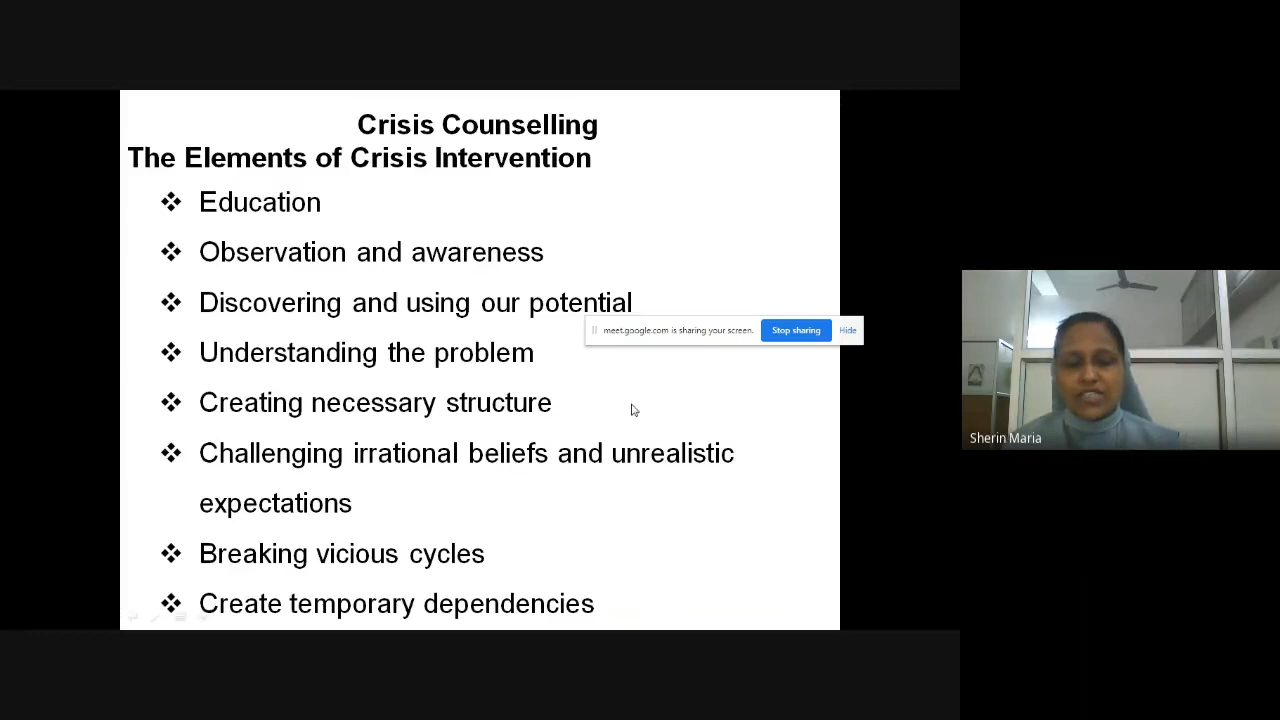 Crisis Counselling
The Elements of Crisis Intervention
❖ Education
❖ Observation and awareness
❖ Discovering and using our potential
meet.google.com is sharing your screen. Stop sharing Hide
❖ Understanding the problem
❖ Creating necessary structure
❖ Challenging irrational beliefs and unrealistic
expectations
❖ Breaking vicious cycles
❖ Create temporary dependencies
Sherin Maria